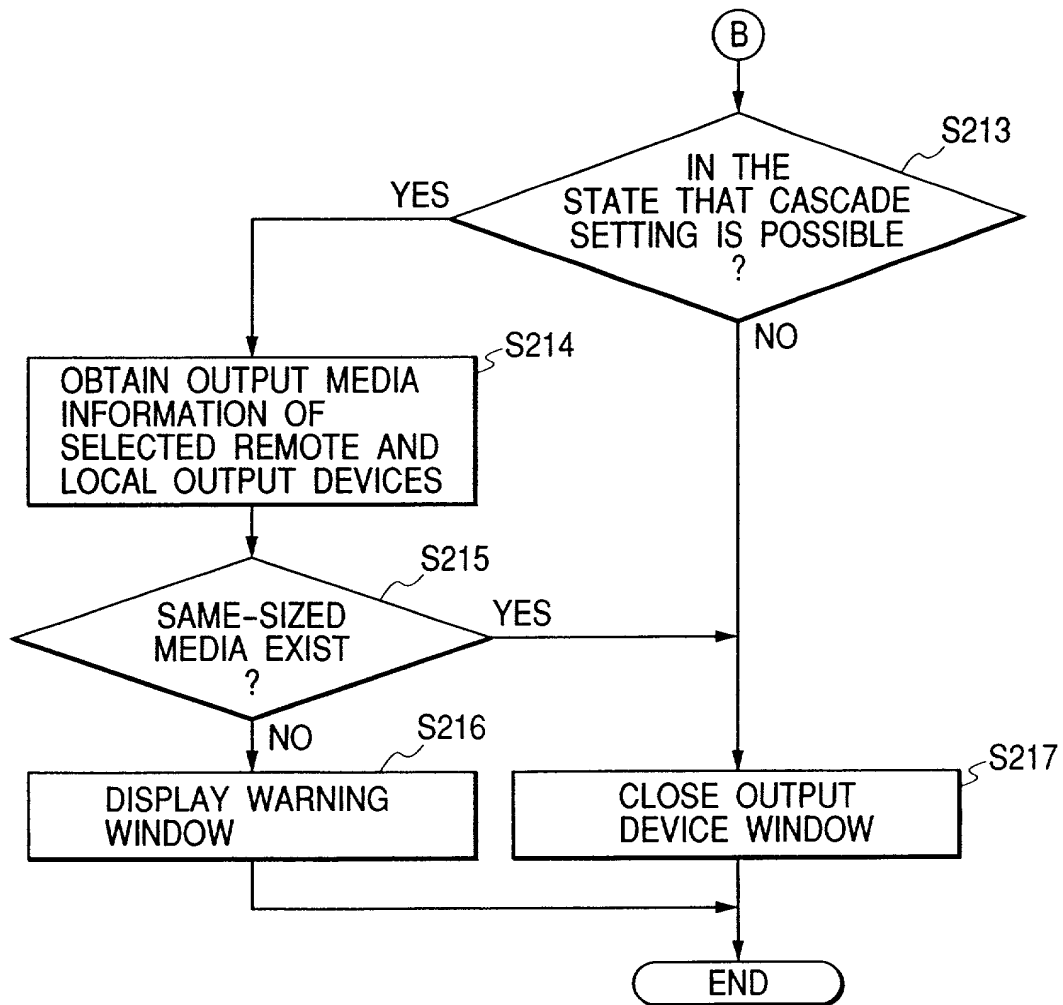 B
S213
IN THE
STATE THAT CASCADE
SETTING IS POSSIBLE
?
YES
NO
S214
OBTAIN OUTPUT MEDIA
INFORMATION OF
SELECTED REMOTE AND
LOCAL OUTPUT DEVICES
S215
SAME-SIZED
MEDIA EXIST
?
YES
NO
S216
DISPLAY WARNING
WINDOW
S217
CLOSE OUTPUT
DEVICE WINDOW
END